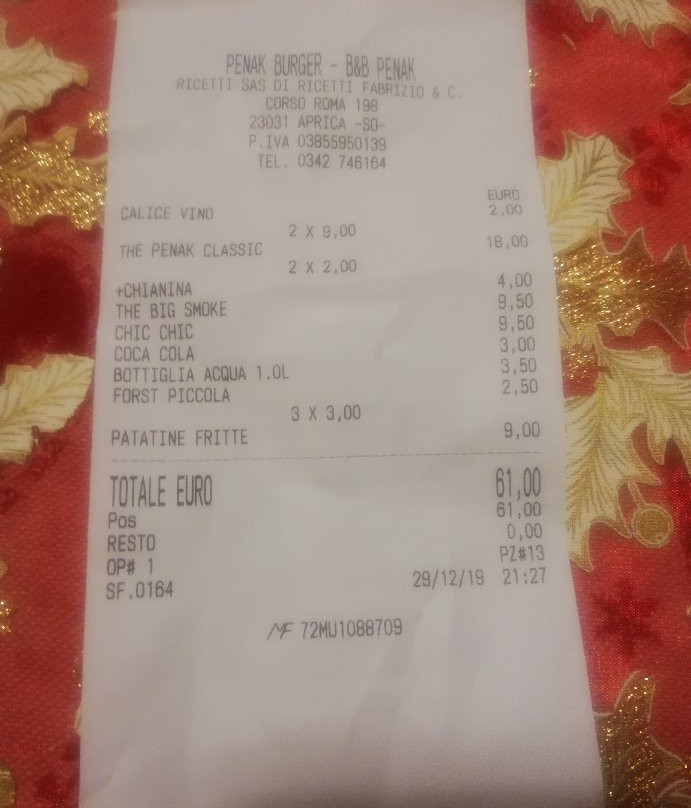 PENAK BURGER - B&B PENAK
RICETTI SAS DI RICETTI FABRIZIO & C.
CORSO ROMA 198
23031 APRICA -SO-
P.IVA 03855950139
TEL. 0342 746164
EURO
CALICE VINO 2,00
2 X 9,00
THE PENAK CLASSIC 18,00
2 X 2,00
+CHIANINA 4,00
THE BIG SMOKE 9,50
CHIC CHIC 9,50
COCA COLA 3,00
BOTTIGLIA ACQUA 1.0L 3,50
FORST PICCOLA 2,50
3 X 3,00
PATATINE FRITTE 9,00
TOTALE EURO 61,00
Pos 61,00
RESTO 0,00
OP# 1 PZ#13
SF.0164 29/12/19 21:27
MF 72MU1088709